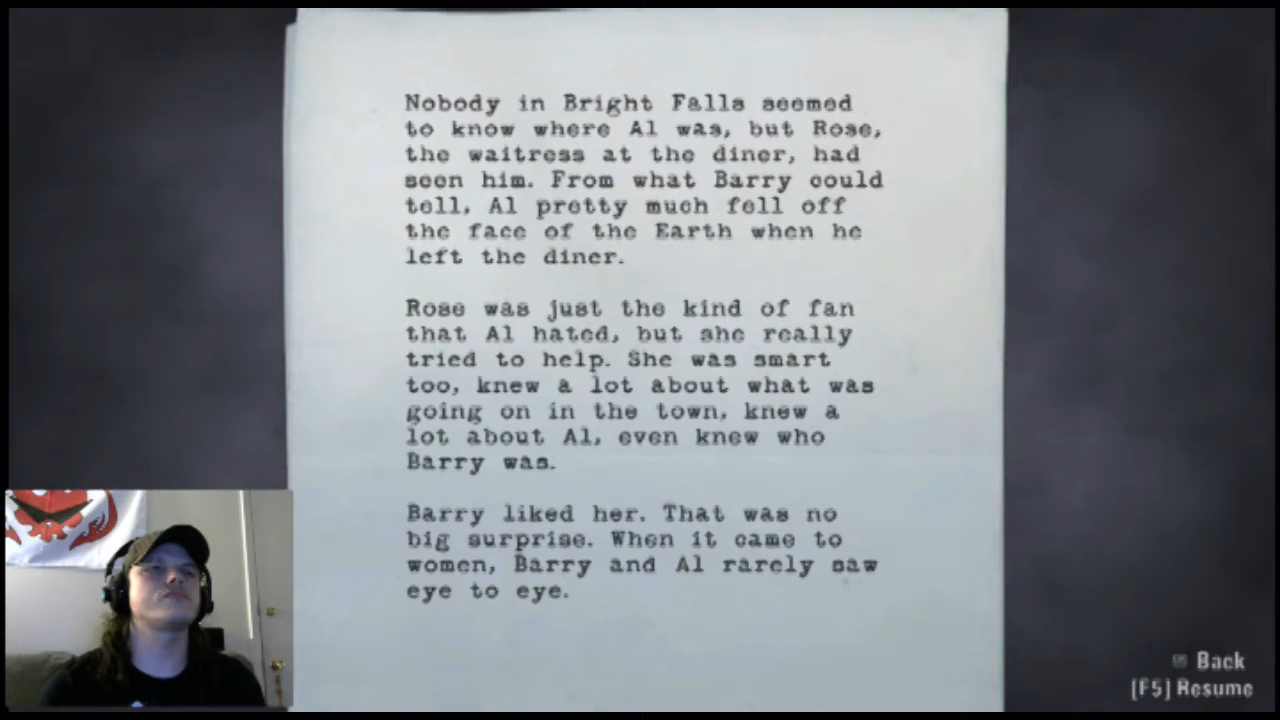 Nobody in Bright Falls seemed
to know where Al was, but Rose,
the waitress at the diner, had
seen him. From what Barry could
tell, Al pretty much fell off
the face of the Earth when he
left the diner.
Rose was just the kind of fan
that Al hated, but she really
tried to help. She was smart
too, knew a lot about what was
going on in the town, knew a
lot about Al, even knew who
Barry was.
Barry liked her. That was no
big surprise. When it came to
women, Barry and Al rarely saw
eye to eye.
Back
[F5] Resume